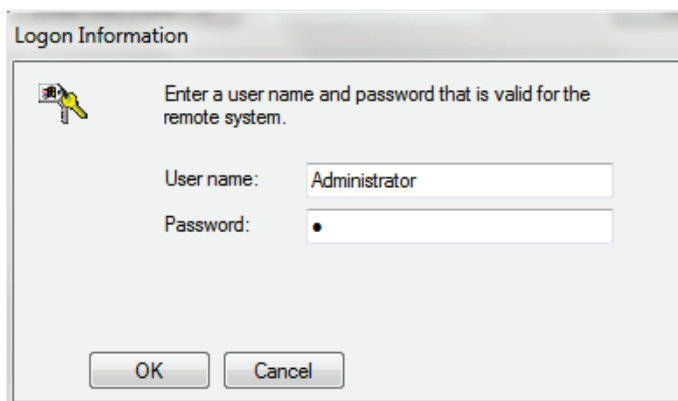 Logon Information
Enter a user name and password that is valid for the
remote system.
User name: Administrator
Password: ●
OK Cancel